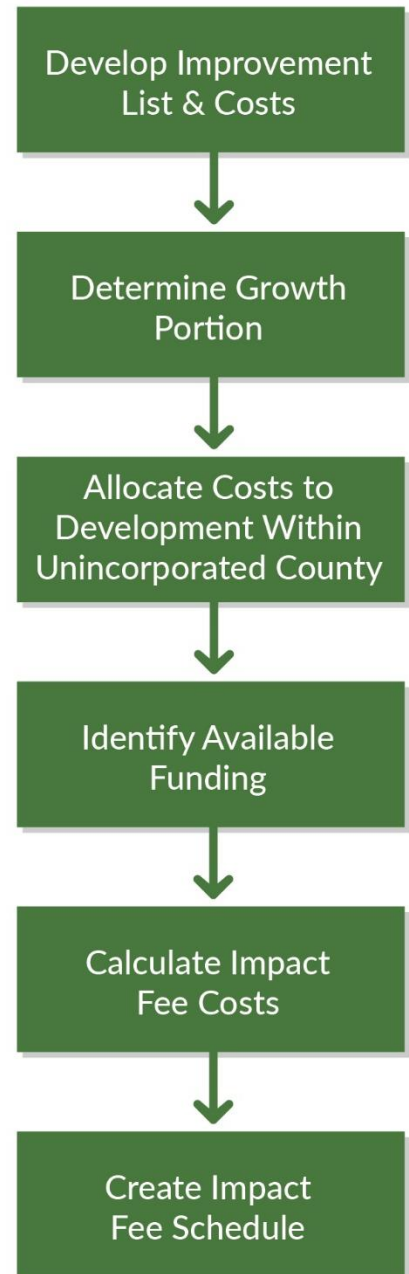 Develop Improvement
List & Costs
Determine Growth
Portion
Allocate Costs to
Development Within
Unincorporated County
Identify Available
Funding
Calculate Impact
Fee Costs
Create Impact
Fee Schedule